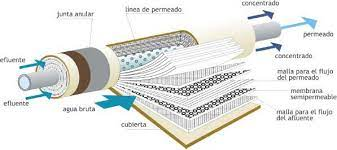 concentrado
permeado
concentrado
línea de permeado
junta anular
efluente
efluente
agua bruta
cubierta
malla para el flujo
del permeado
membrana
semipermeable
malla para el flujo
del afluente